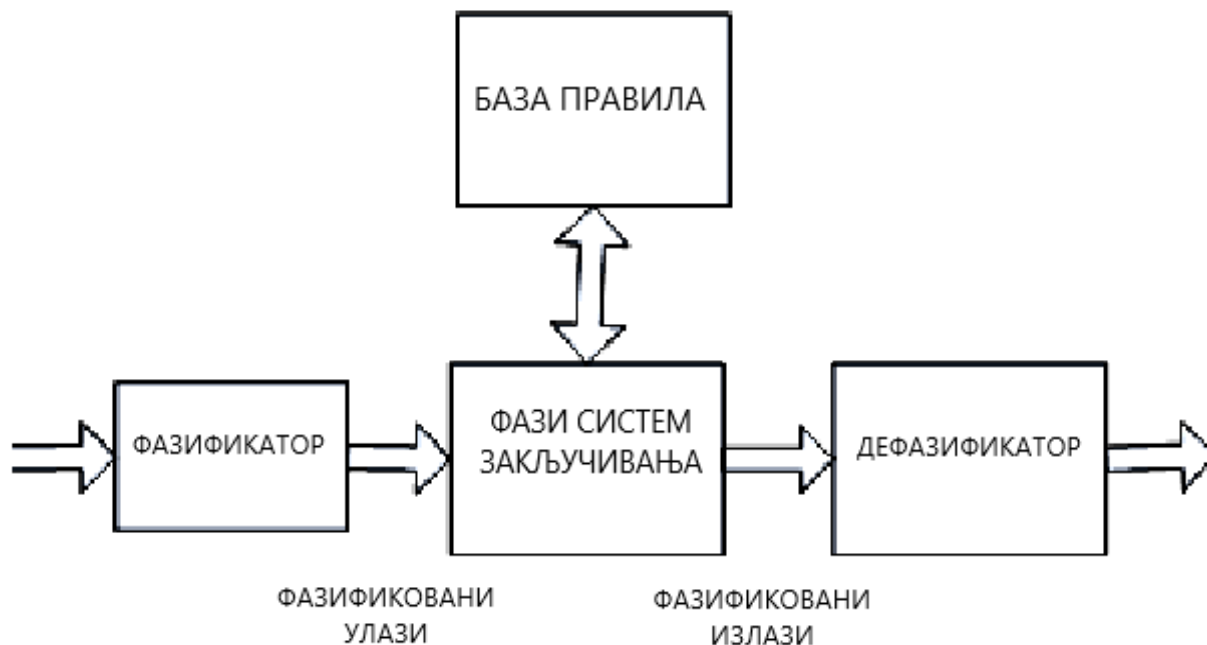 БАЗА ПРАВИЛА
ФАЗИФИКАТОР
ФАЗИ СИСТЕМ
ЗАКЉУЧИВАЊА
ДЕФАЗИФИКАТОР
ФАЗИФИКОВАНИ
УЛАЗИ
ФАЗИФИКОВАНИ
ИЗЛАЗИ